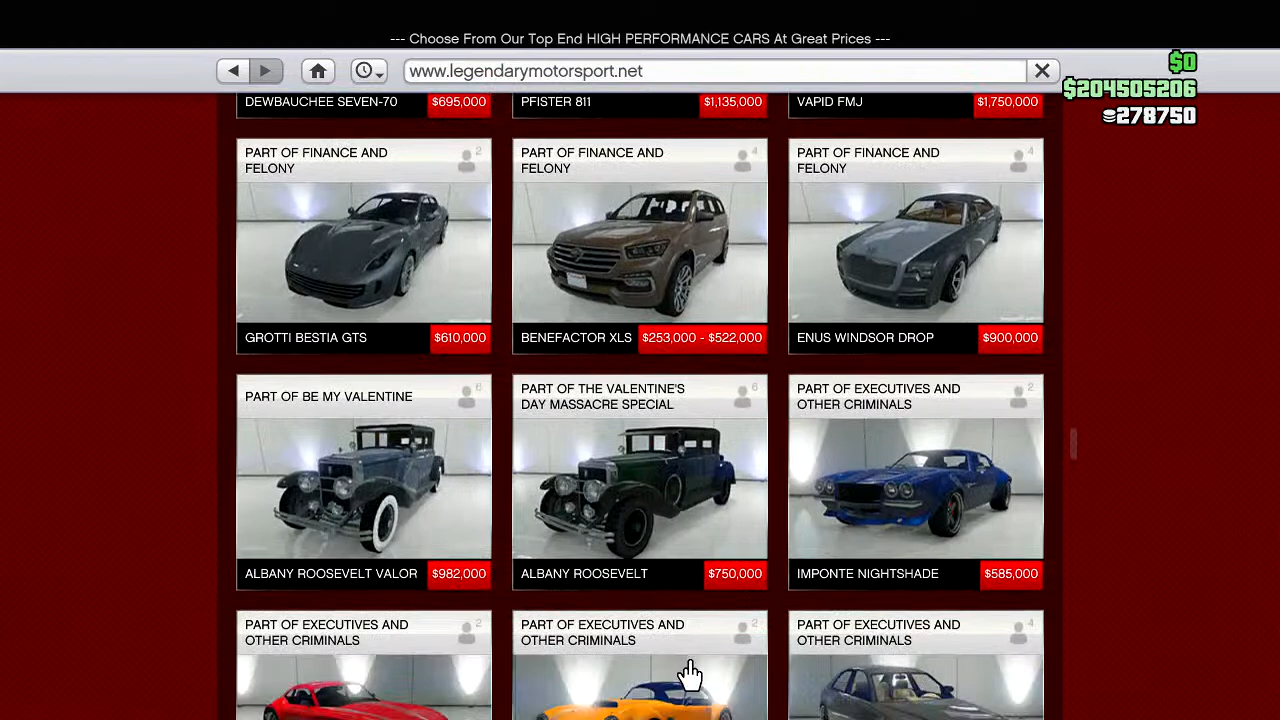 --- Choose From Our Top End HIGH PERFORMANCE CARS At Great Prices ---
www.legendarymotorsport.net
$0
$204505206
278750
DEWBAUCHEE SEVEN-70 $695,000
PFISTER 811 $1,135,000
VAPID FMJ $1,750,000
PART OF FINANCE AND
FELONY
2
PART OF FINANCE AND
FELONY
4
PART OF FINANCE AND
FELONY
4
GROTTI BESTIA GTS $610,000
BENEFACTOR XLS $253,000 - $522,000
ENUS WINDSOR DROP $900,000
PART OF BE MY VALENTINE
6
PART OF THE VALENTINE'S
DAY MASSACRE SPECIAL
6
PART OF EXECUTIVES AND
OTHER CRIMINALS
2
ALBANY ROOSEVELT VALOR $982,000
ALBANY ROOSEVELT $750,000
IMPONTE NIGHTSHADE $585,000
PART OF EXECUTIVES AND
OTHER CRIMINALS
2
PART OF EXECUTIVES AND
OTHER CRIMINALS
2
PART OF EXECUTIVES AND
OTHER CRIMINALS
4